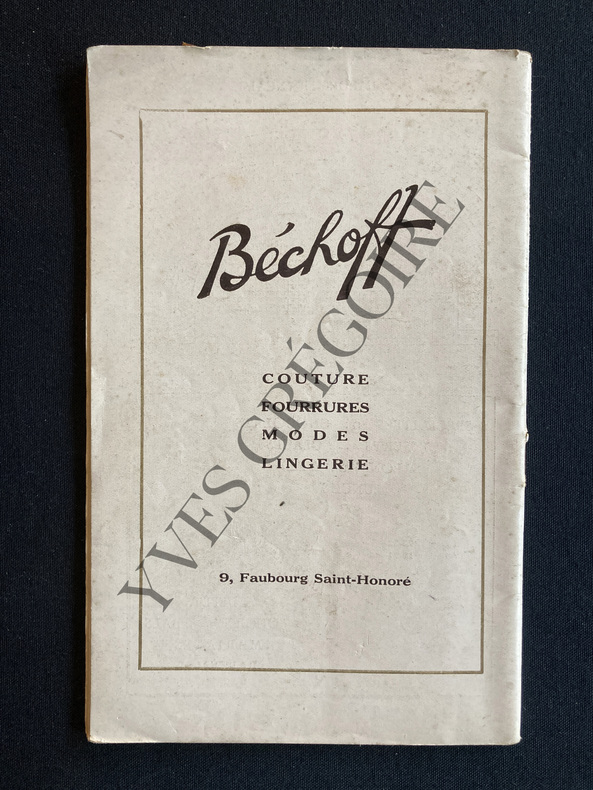 Béchoff
COUTURE
FOURRURES
MODES
LINGERIE
9, Faubourg Saint-Honoré
YVES GRÉGOIRE